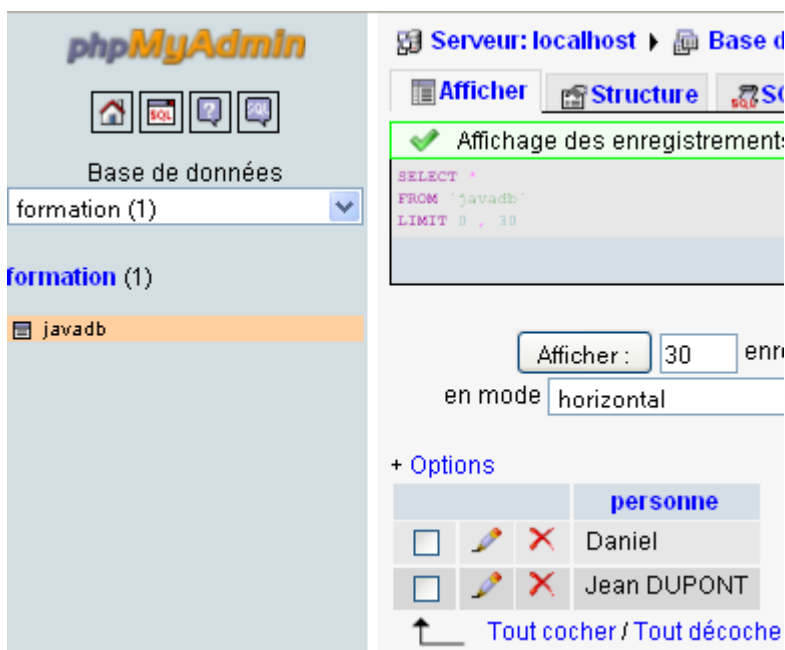 phpMyAdmin
SQL
?
SQL
Base de données
formation (1)
formation (1)
javadb
Serveur: localhost ▸ Base d
Afficher
Structure
SQ
Affichage des enregistrements
SELECT *
FROM `javadb`
LIMIT 0 , 30
Afficher : 30 enr
en mode horizontal
+ Options
personne
Daniel
Jean DUPONT
Tout cocher / Tout décoche